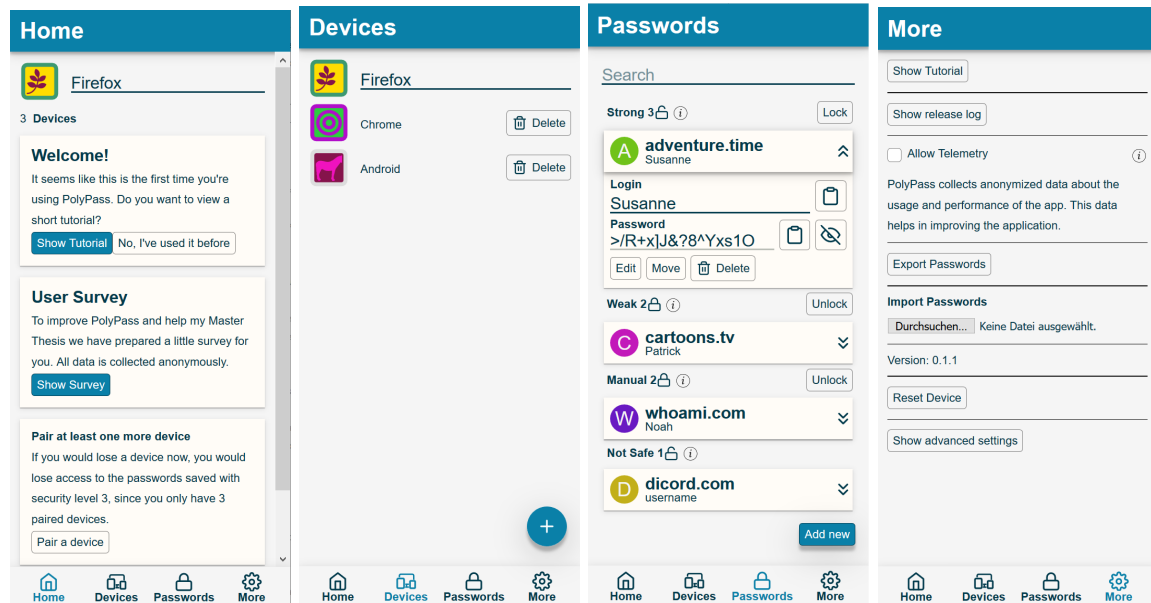 Home
Firefox
3 Devices
Welcome!
It seems like this is the first time you're
using PolyPass. Do you want to view a
short tutorial?
Show Tutorial No, I've used it before
User Survey
To improve PolyPass and help my Master
Thesis we have prepared a little survey for
you. All data is collected anonymously.
Show Survey
Pair at least one more device
If you would lose a device now, you would
lose access to the passwords saved with
security level 3, since you only have 3
paired devices.
Pair a device
Home Devices Passwords More
Devices
Firefox
Chrome Delete
Android Delete
+
Home Devices Passwords More
Passwords
Search
Strong 3 i Lock
A adventure.time
Susanne
Login
Susanne
Password
>/R+x]J&?8^Yxs1O
Edit Move Delete
Weak 2 i Unlock
C cartoons.tv
Patrick
Manual 2 i Unlock
W whoami.com
Noah
Not Safe 1 i
D dicord.com
username
Add new
Home Devices Passwords More
More
Show Tutorial
Show release log
Allow Telemetry i
PolyPass collects anonymized data about the
usage and performance of the app. This data
helps in improving the application.
Export Passwords
Import Passwords
Durchsuchen... Keine Datei ausgewählt.
Version: 0.1.1
Reset Device
Show advanced settings
Home Devices Passwords More